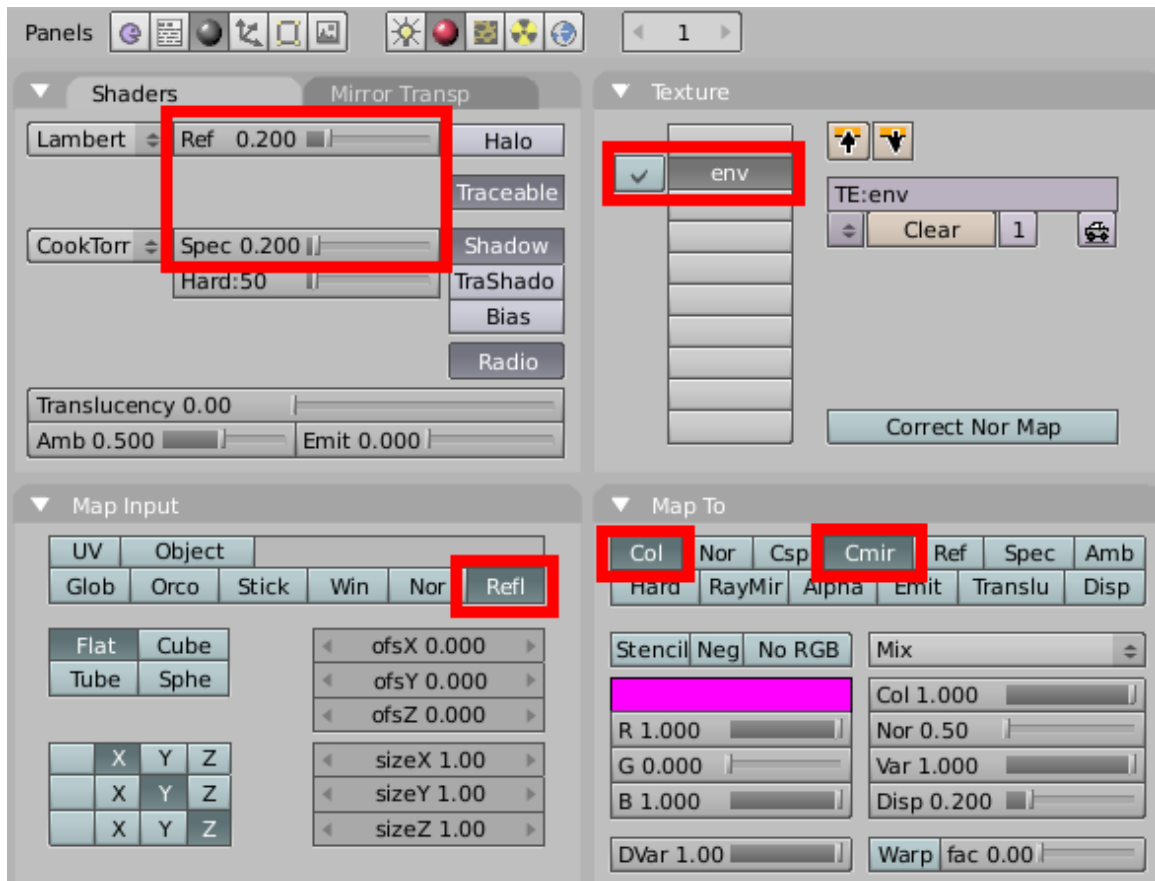 Panels 1
Shaders Mirror Transp
Lambert Ref 0.200 Halo
Traceable
CookTorr Spec 0.200 Shadow
Hard:50 TraShado
Bias
Radio
Translucency 0.00
Amb 0.500 Emit 0.000
Texture
env
TE:env
Clear 1
Correct Nor Map
Map Input
UV Object
Glob Orco Stick Win Nor Refl
Flat Cube ofsX 0.000
Tube Sphe ofsY 0.000
ofsZ 0.000
X Y Z sizeX 1.00
X Y Z sizeY 1.00
X Y Z sizeZ 1.00
Map To
Col Nor Csp Cmir Ref Spec Amb
Hard RayMir Alpha Emit Translu Disp
Stencil Neg No RGB Mix
Col 1.000
R 1.000 Nor 0.50
G 0.000 Var 1.000
B 1.000 Disp 0.200
DVar 1.00 Warp fac 0.00